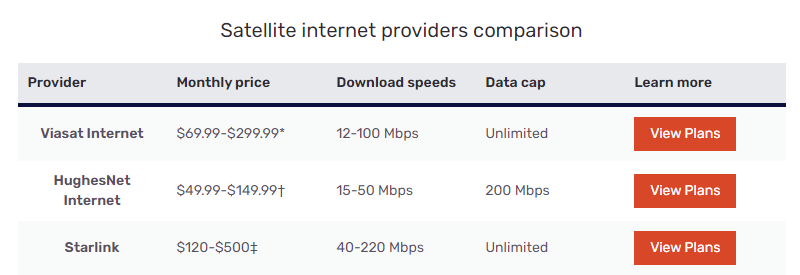 Satellite internet providers comparison
Provider Monthly price Download speeds Data cap Learn more
Viasat Internet $69.99-$299.99* 12-100 Mbps Unlimited View Plans
HughesNet Internet $49.99-$149.99† 15-50 Mbps 200 Mbps View Plans
Starlink $120-$500‡ 40-220 Mbps Unlimited View Plans